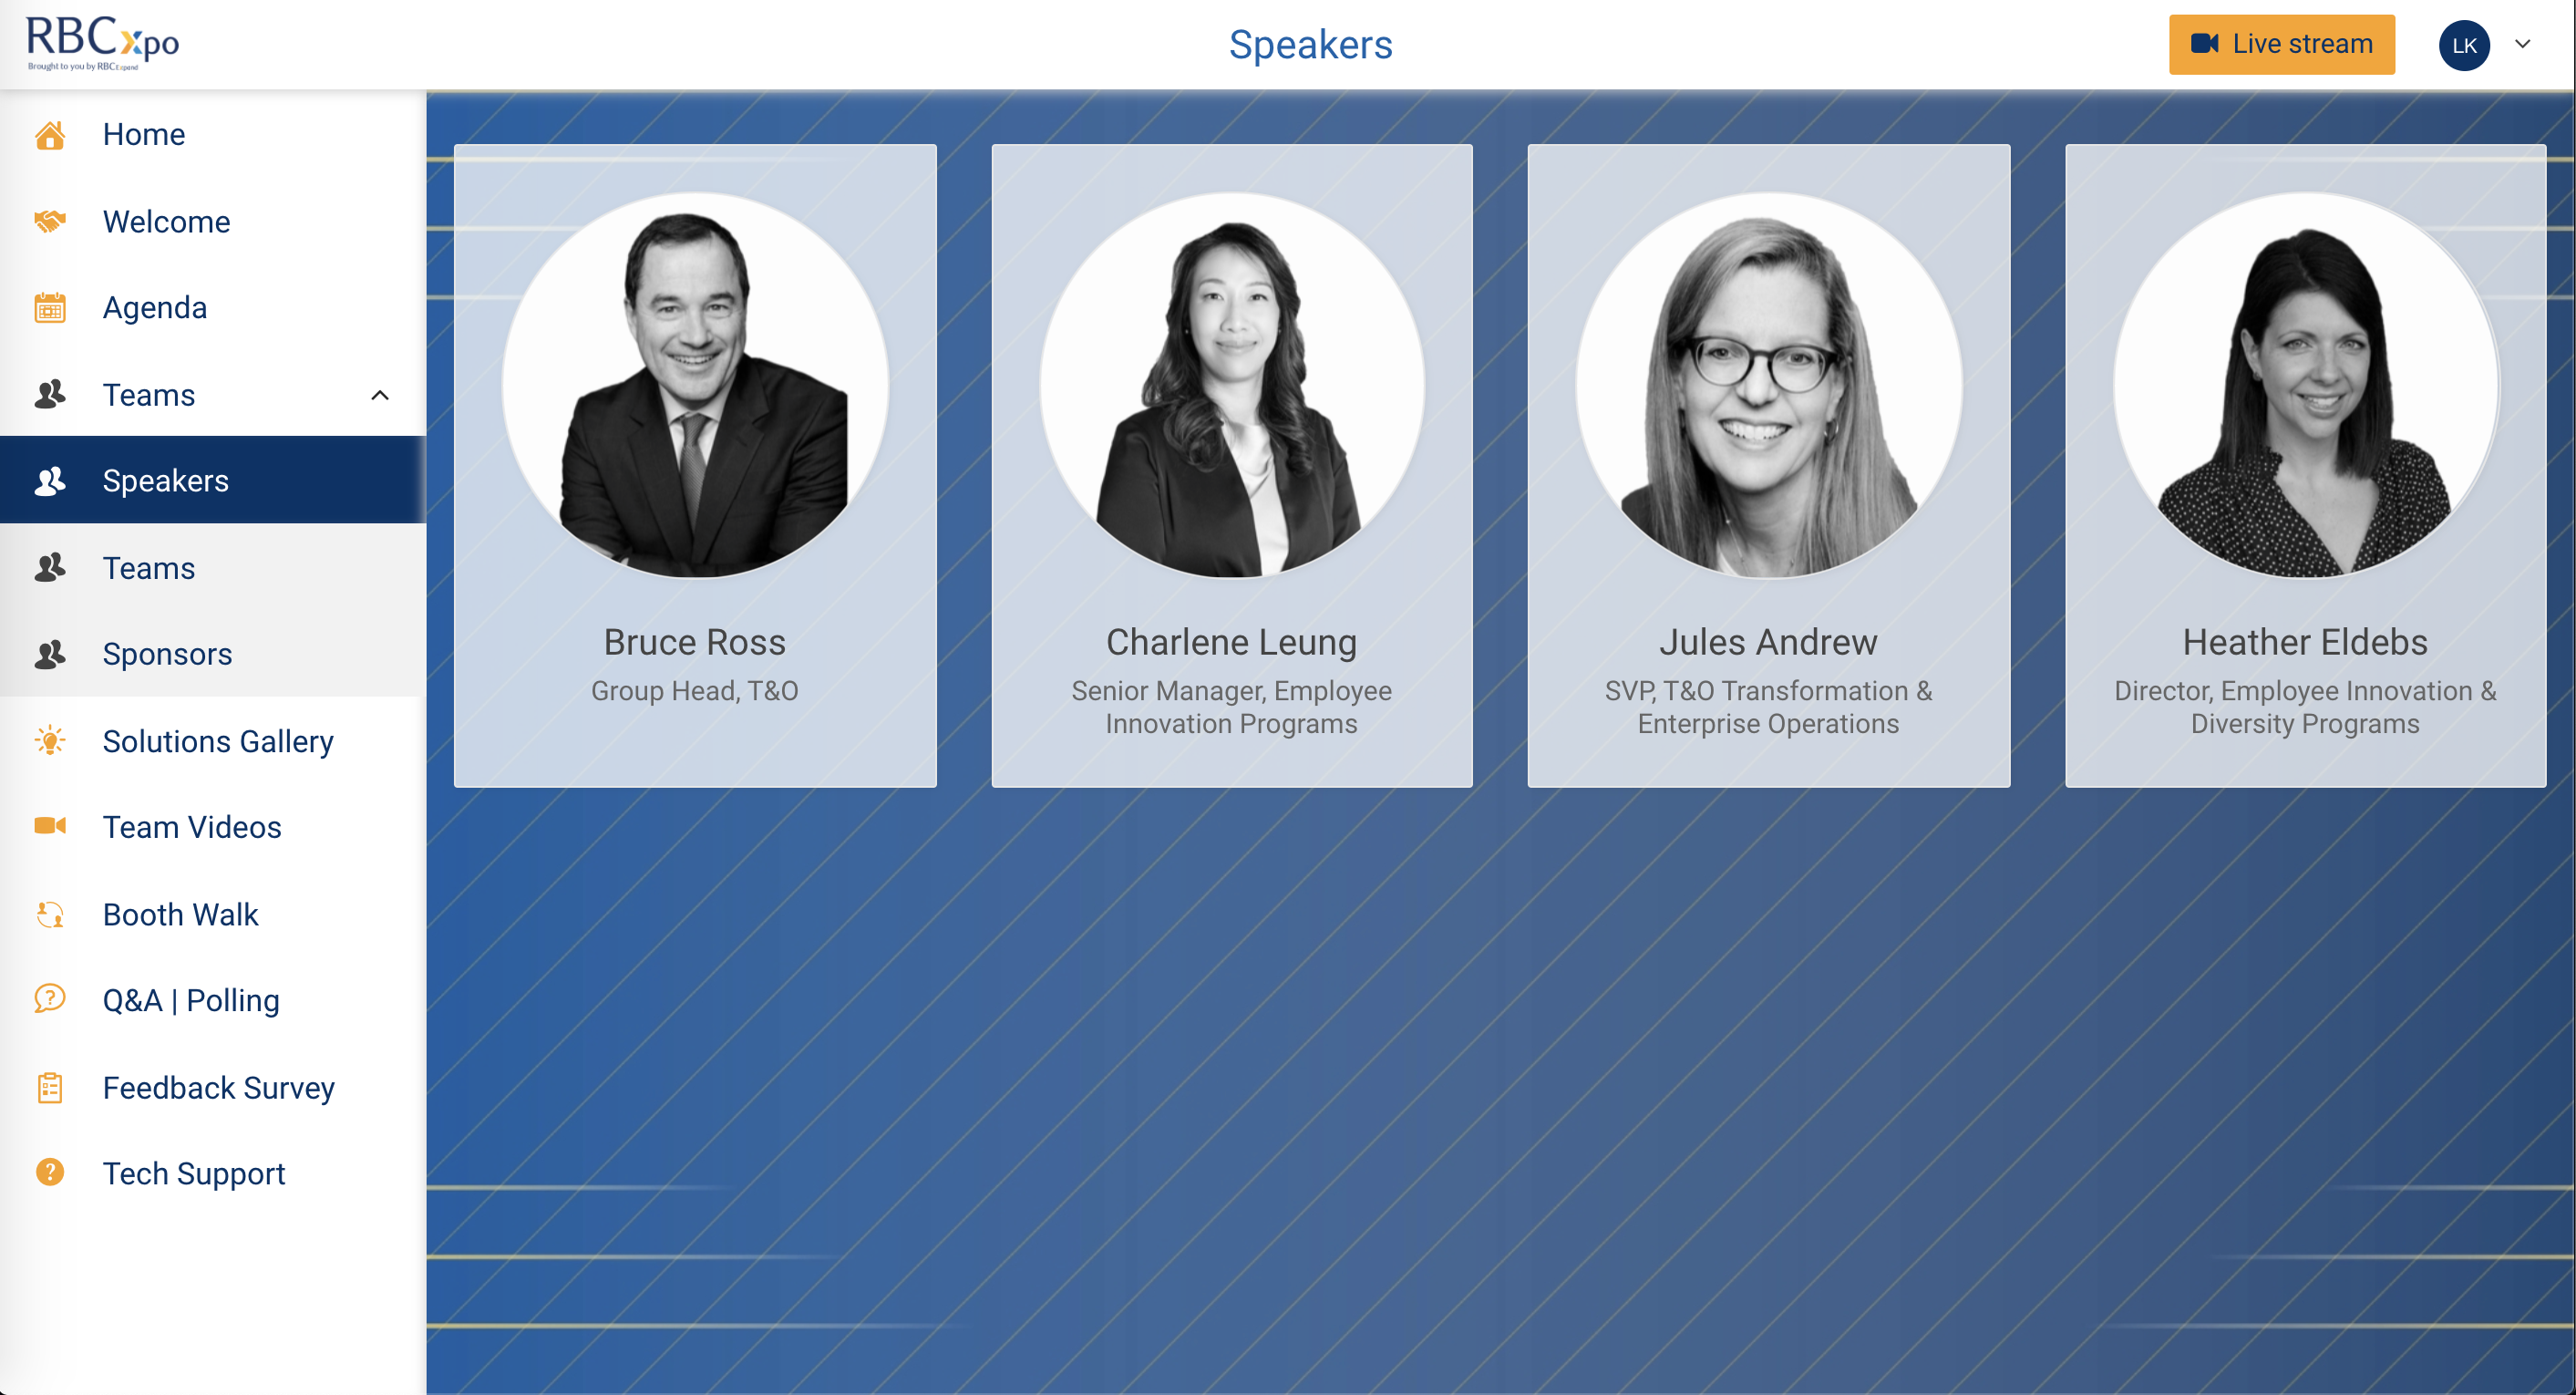 RBCxpo
Brought to you by RBCExpand
Speakers
Live stream
LK
Home
Welcome
Agenda
Teams
Speakers
Teams
Sponsors
Solutions Gallery
Team Videos
Booth Walk
Q&A | Polling
Feedback Survey
Tech Support
Bruce Ross
Group Head, T&O
Charlene Leung
Senior Manager, Employee
Innovation Programs
Jules Andrew
SVP, T&O Transformation &
Enterprise Operations
Heather Eldebs
Director, Employee Innovation &
Diversity Programs